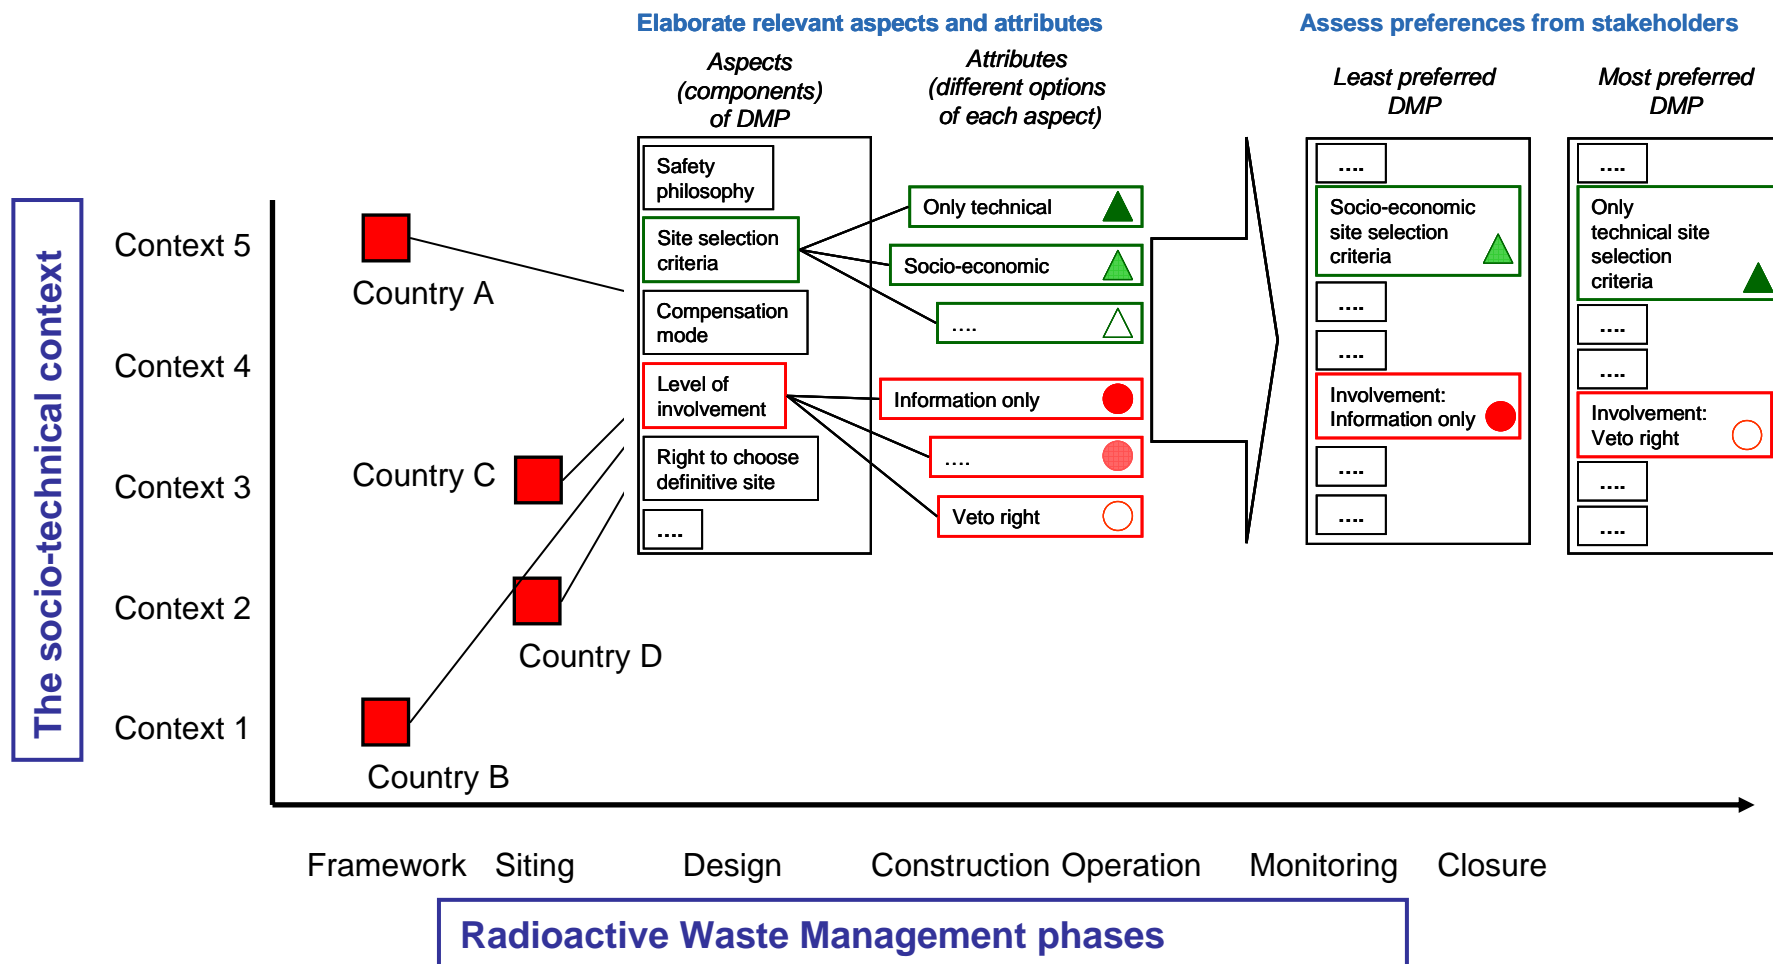 Elaborate relevant aspects and attributes
Assess preferences from stakeholders
Aspects
(components)
of DMP
Attributes
(different options
of each aspect)
Least preferred
DMP
Most preferred
DMP
Safety
philosophy
Site selection
criteria
Compensation
mode
Level of
involvement
Right to choose
definitive site
....
Only technical
Socio-economic
....
Information only
....
Veto right
....
Socio-economic
site selection
criteria
....
....
Involvement:
Information only
....
....
....
Only
technical site
selection
criteria
....
....
Involvement:
Veto right
....
....
The socio-technical context
Context 5
Context 4
Context 3
Context 2
Context 1
Country A
Country C
Country D
Country B
Framework Siting Design Construction Operation Monitoring Closure
Radioactive Waste Management phases